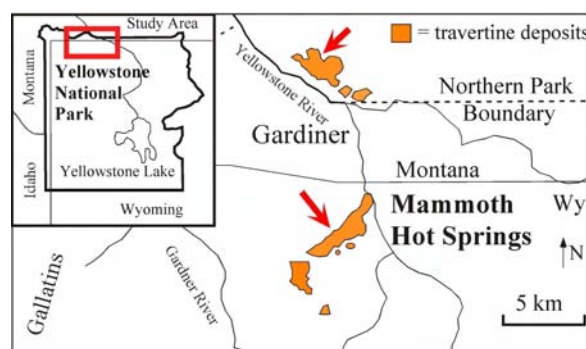 Study Area
Montana
Yellowstone
National
Park
Yellowstone Lake
Idaho
Wyoming
Gallatins
Gardner River
Yellowstone River
Gardiner
= travertine deposits
Northern Park
Boundary
Montana
Mammoth
Hot Springs
Wy
N
5 km